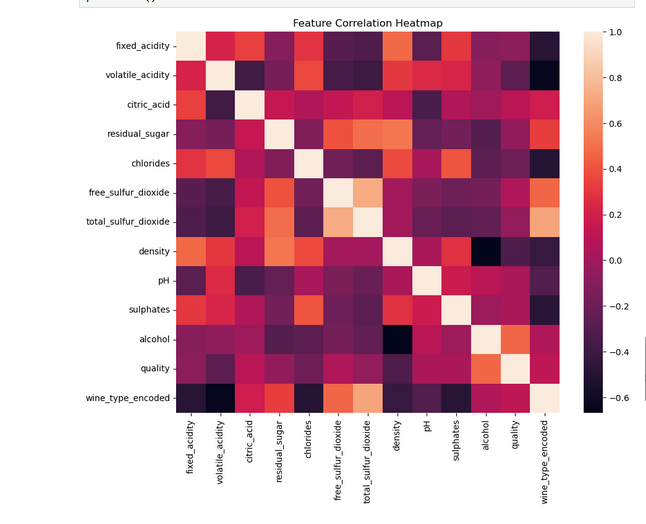 Feature Correlation Heatmap
fixed_acidity
volatile_acidity
citric_acid
residual_sugar
chlorides
free_sulfur_dioxide
total_sulfur_dioxide
density
pH
sulphates
alcohol
quality
wine_type_encoded
fixed_acidity
volatile_acidity
citric_acid
residual_sugar
chlorides
free_sulfur_dioxide
total_sulfur_dioxide
density
pH
sulphates
alcohol
quality
wine_type_encoded
1.0
0.8
0.6
0.4
0.2
0.0
−0.2
−0.4
−0.6